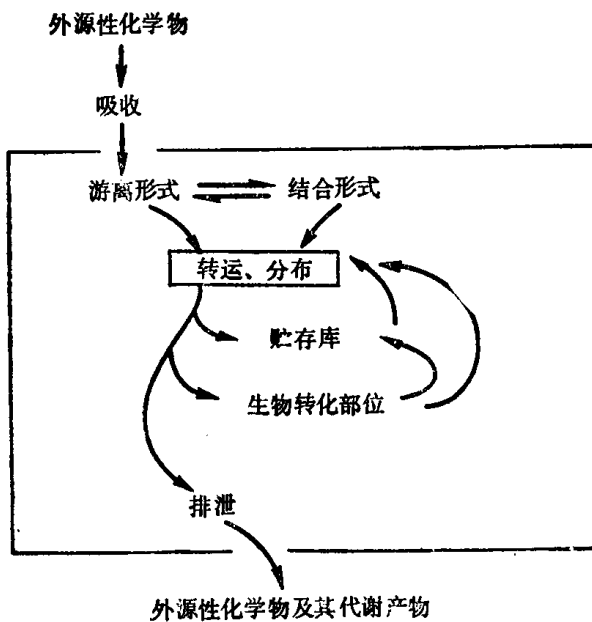 外源性化学物
吸收
游离形式
结合形式
转运、分布
贮存库
生物转化部位
排泄
外源性化学物及其代谢产物